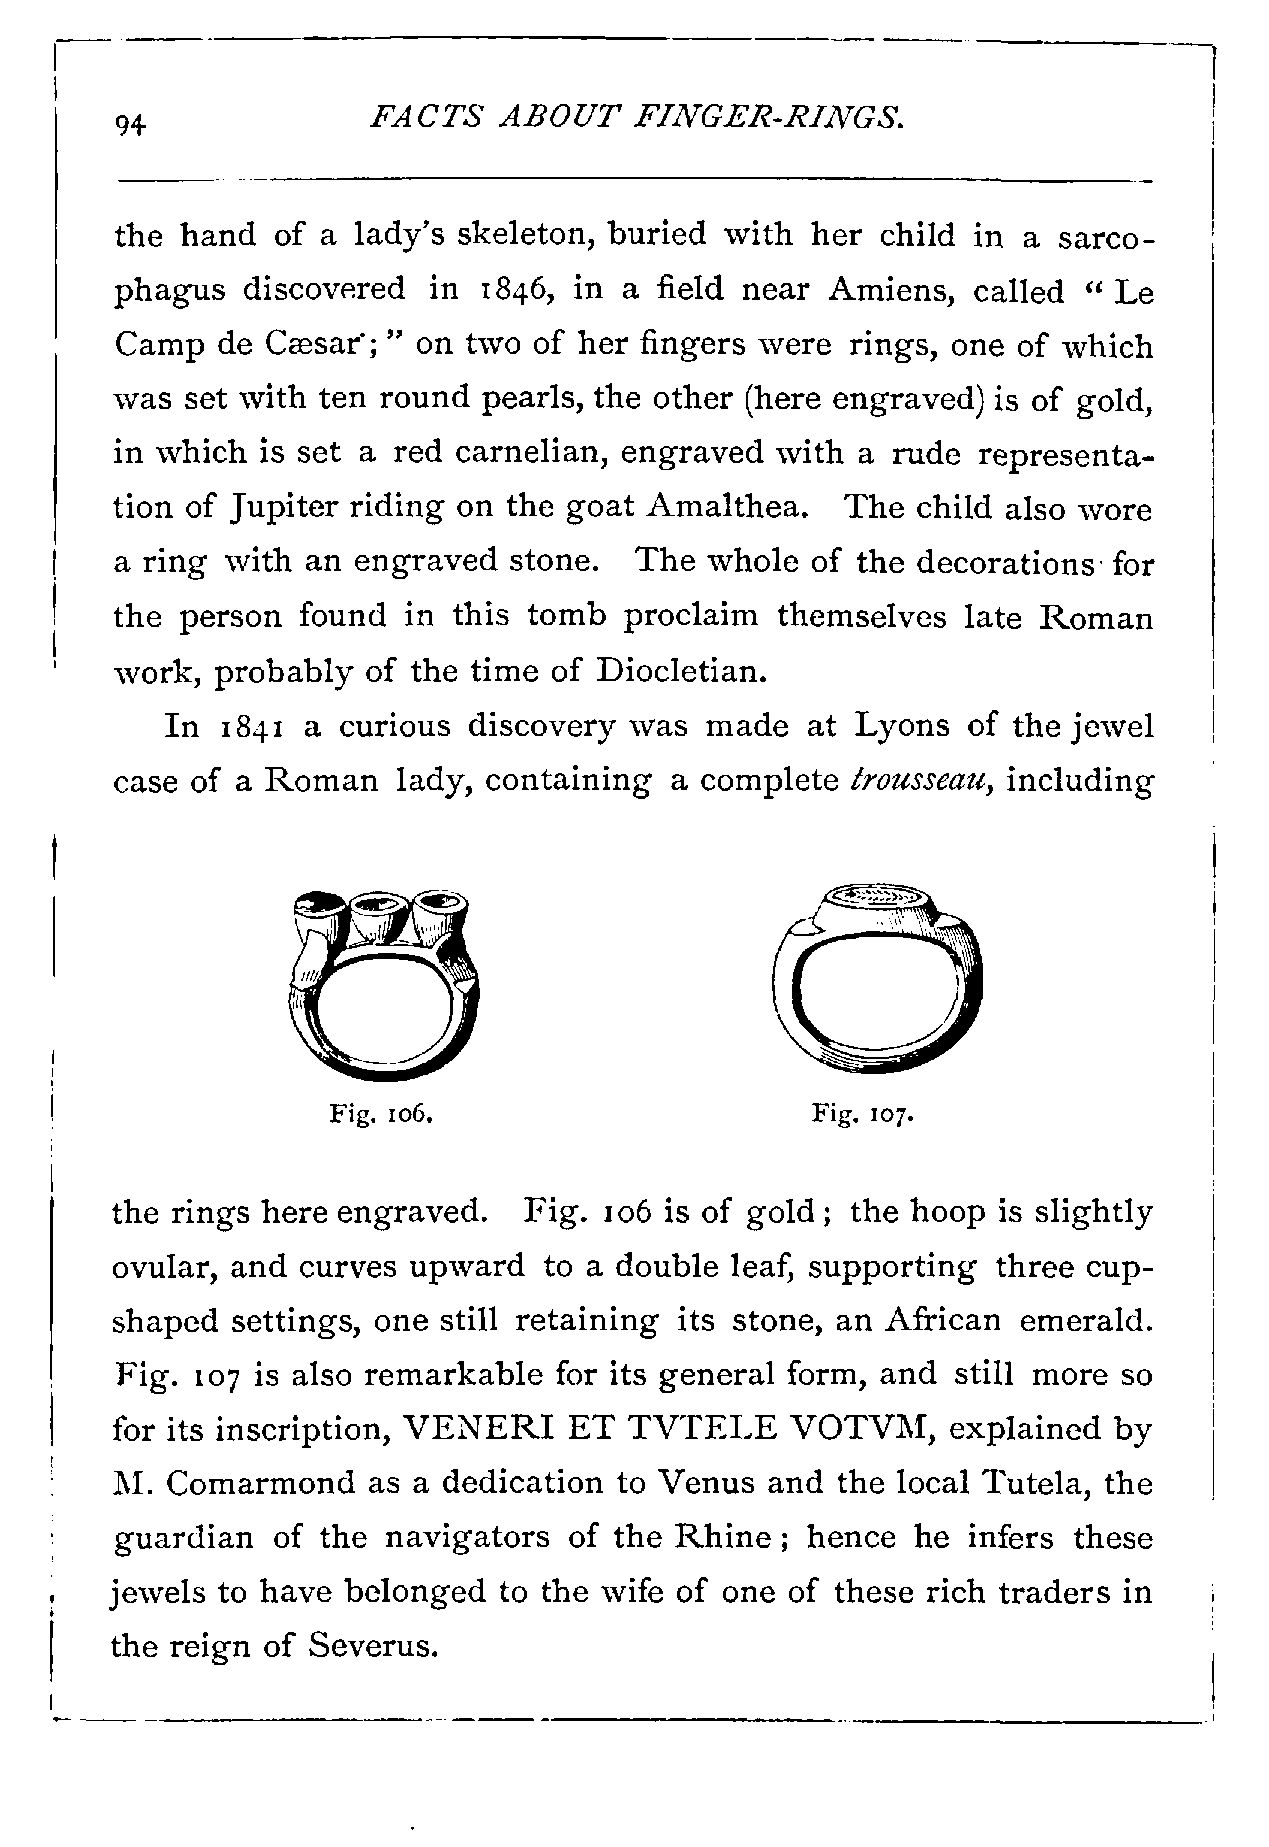 94 FACTS ABOUT FINGER-RINGS.
the hand of a lady's skeleton, buried with her child in a sarco-
phagus discovered in 1846, in a field near Amiens, called “ Le
Camp de Cæsar ; ” on two of her fingers were rings, one of which
was set with ten round pearls, the other (here engraved) is of gold,
in which is set a red carnelian, engraved with a rude representa-
tion of Jupiter riding on the goat Amalthea. The child also wore
a ring with an engraved stone. The whole of the decorations for
the person found in this tomb proclaim themselves late Roman
work, probably of the time of Diocletian.
In 1841 a curious discovery was made at Lyons of the jewel
case of a Roman lady, containing a complete trousseau, including
Fig. 106. Fig. 107.
the rings here engraved. Fig. 106 is of gold ; the hoop is slightly
ovular, and curves upward to a double leaf, supporting three cup-
shaped settings, one still retaining its stone, an African emerald.
Fig. 107 is also remarkable for its general form, and still more so
for its inscription, VENERI ET TVTELE VOTVM, explained by
M. Comarmond as a dedication to Venus and the local Tutela, the
guardian of the navigators of the Rhine ; hence he infers these
jewels to have belonged to the wife of one of these rich traders in
the reign of Severus.